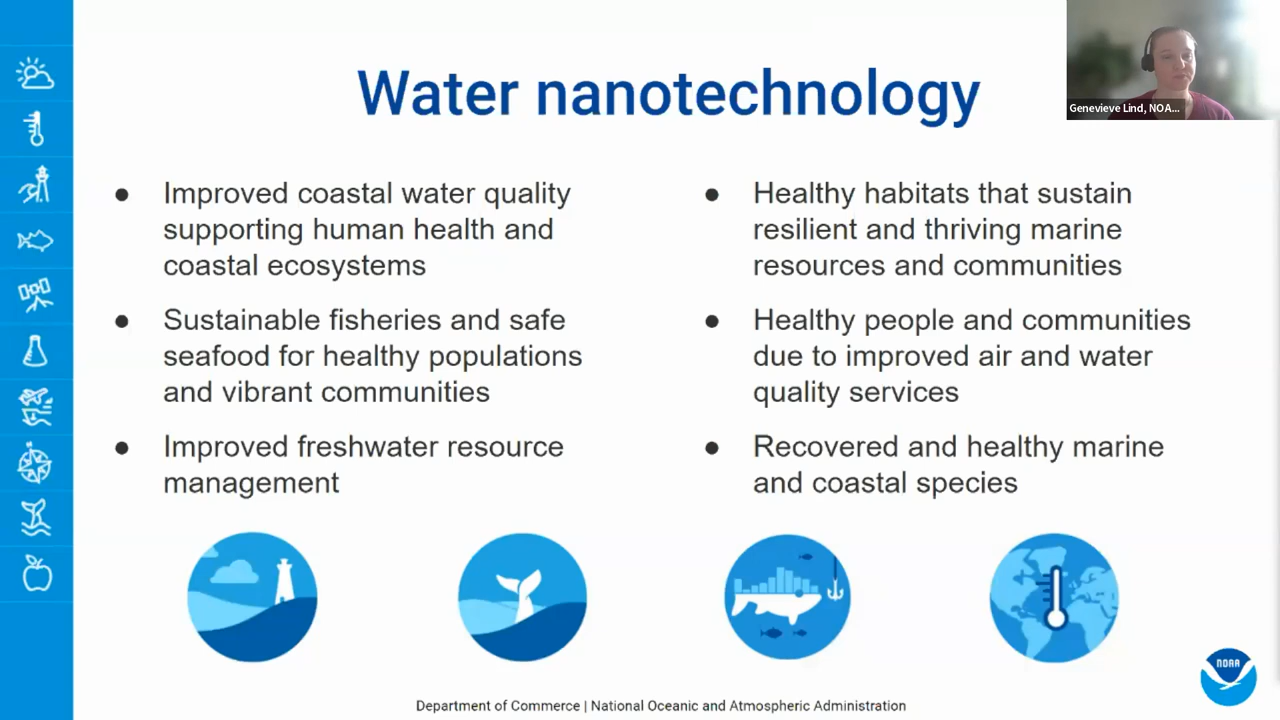 Water nanotechnology
Genevieve Lind, NOA...
● Improved coastal water quality
supporting human health and
coastal ecosystems
● Sustainable fisheries and safe
seafood for healthy populations
and vibrant communities
● Improved freshwater resource
management
● Healthy habitats that sustain
resilient and thriving marine
resources and communities
● Healthy people and communities
due to improved air and water
quality services
● Recovered and healthy marine
and coastal species
NOAA
Department of Commerce | National Oceanic and Atmospheric Administration